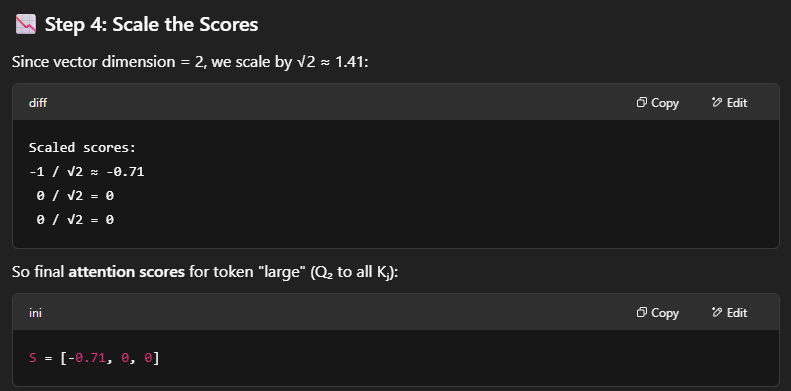 📉 Step 4: Scale the Scores
Since vector dimension = 2, we scale by √2 ≈ 1.41:
diff
Copy
Edit
Scaled scores:
-1 / √2 ≈ -0.71
0 / √2 = 0
0 / √2 = 0
So final attention scores for token "large" (Q₂ to all Kⱼ):
ini
Copy
Edit
S = [-0.71, 0, 0]